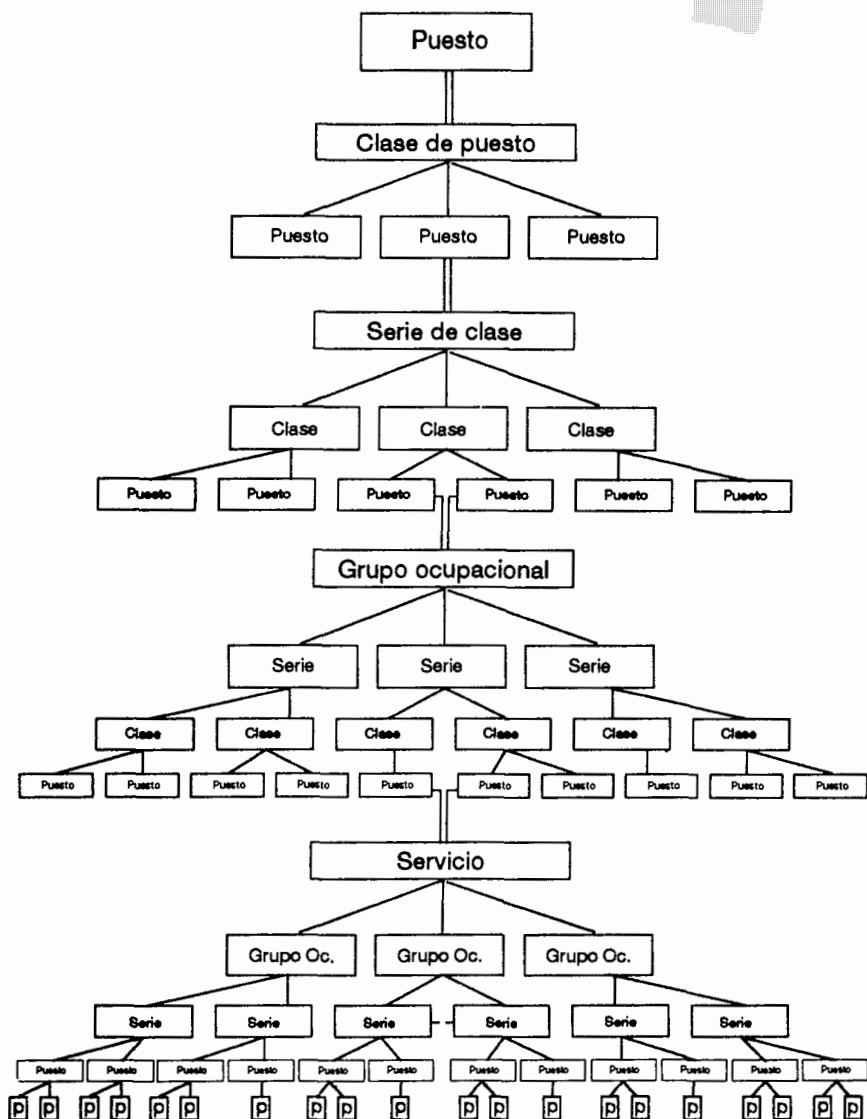 Puesto
Clase de puesto
Puesto Puesto Puesto
Serie de clase
Clase Clase Clase
Puesto Puesto Puesto Puesto Puesto Puesto
Grupo ocupacional
Serie Serie Serie
Clase Clase Clase Clase Clase Clase
Puesto Puesto Puesto Puesto Puesto Puesto Puesto Puesto Puesto Puesto
Servicio
Grupo Oc. Grupo Oc. Grupo Oc.
Serie Serie Serie Serie Serie Serie
Puesto Puesto Puesto Puesto Puesto Puesto Puesto Puesto Puesto Puesto Puesto Puesto
p p p p p p p p p p p p p p p p p p p p